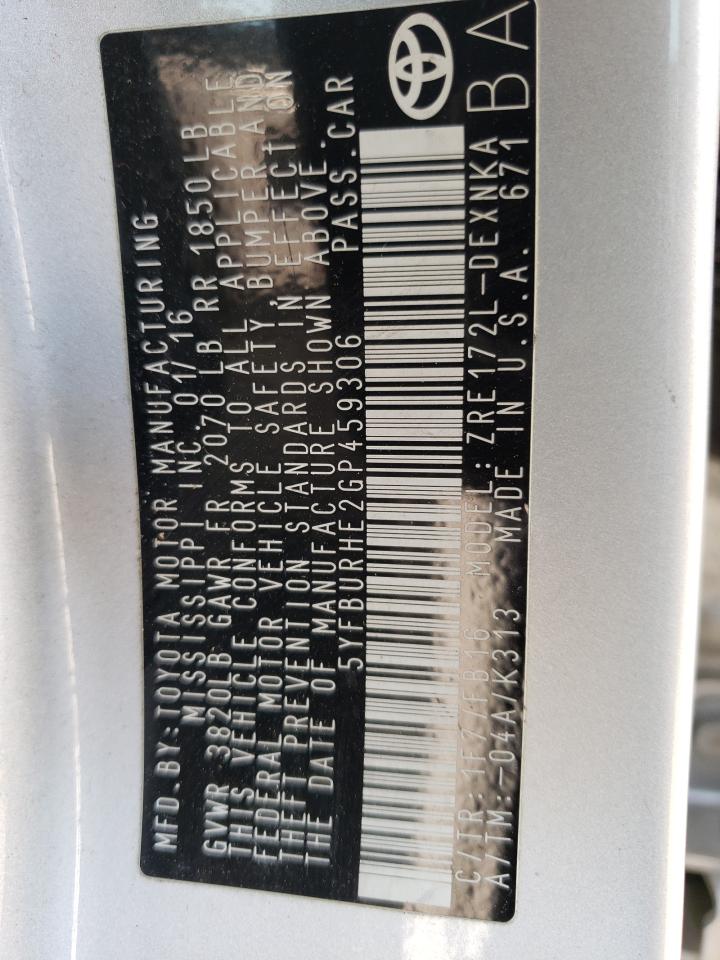 MFD.BY:TOYOTA MOTOR MANUFACTURING
MISSISSIPPI INC. 01/16
GVWR 3820LB GAWR FR 2070 LB RR 1850 LB
THIS VEHICLE CONFORMS TO ALL APPLICABLE
FEDERAL MOTOR VEHICLE SAFETY, BUMPER AND
THEFT PREVENTION STANDARDS IN EFFECT ON
THE DATE OF MANUFACTURE SHOWN ABOVE.
5YFBURHE2GP459306 PASS.CAR
C/TR:1F7/FB16 MODEL:ZRE172L-DEXNKA
A/TM:-04A/K313 MADE IN U.S.A. 671
BA